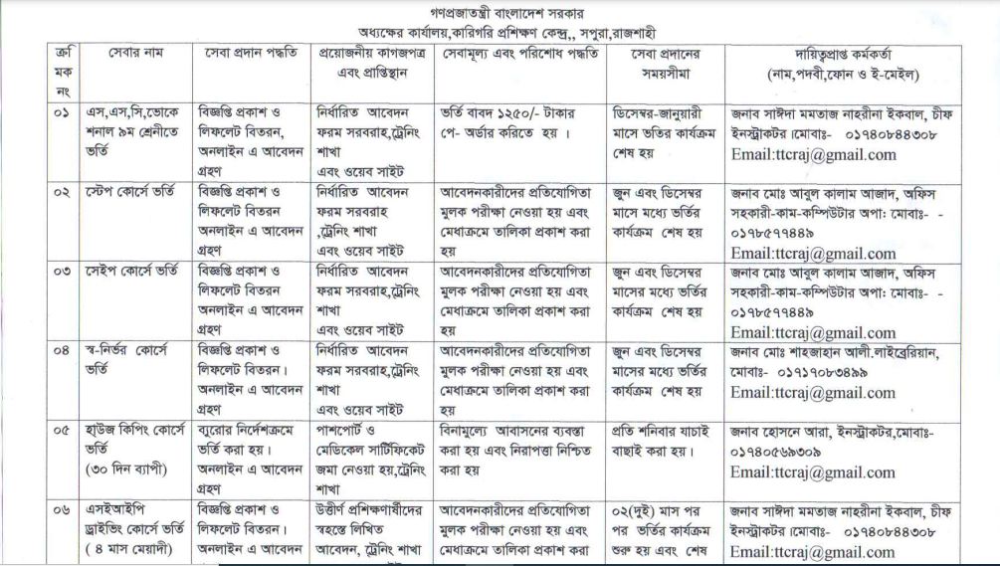 গণপ্রজাতন্ত্রী বাংলাদেশ সরকার
অধ্যক্ষের কার্যালয়,কারিগরি প্রশিক্ষণ কেন্দ্র,, সপুরা,রাজশাহী
ক্রমিক নং | সেবার নাম | সেবা প্রদান পদ্ধতি | প্রয়োজনীয় কাগজপত্র এবং প্রাপ্তিস্থান | সেবামূল্য এবং পরিশোধ পদ্ধতি | সেবা প্রদানের সময়সীমা | দায়িত্বপ্রাপ্ত কর্মকর্তা (নাম,পদবী,ফোন ও ই-মেইল)
০১ | এস,এস,সি,ভোকেশনাল ৯ম শ্রেনীতে ভর্তি | বিজ্ঞপ্তি প্রকাশ ও লিফলেট বিতরন, অনলাইন এ আবেদন গ্রহণ | নির্ধারিত আবেদন ফরম সরবরাহ,ট্রেনিং শাখা এবং ওয়েব সাইট | ভর্তি বাবদ ১২৫০/- টাকার পে- অর্ডার করিতে হয় । | ডিসেম্বর-জানুয়ারী মাসে ভতির কার্যক্রম শেষ হয় | জনাব সাঈদা মমতাজ নাহরীনা ইকবাল, চীফ ইনস্ট্রাকটর ।মোবাঃ- ০১৭৪০৮৪৪৩০৮ Email:ttcraj@gmail.com
০২ | স্টেপ কোর্সে ভর্তি | বিজ্ঞপ্তি প্রকাশ ও লিফলেট বিতরন অনলাইন এ আবেদন গ্রহণ | নির্ধারিত আবেদন ফরম সরবরাহ ,ট্রেনিং শাখা এবং ওয়েব সাইট | আবেদনকারীদের প্রতিযোগিতা মুলক পরীক্ষা নেওয়া হয় এবং মেধাক্রমে তালিকা প্রকাশ করা হয় | জুন এবং ডিসেম্বর মাসে মধ্যে ভর্তির কার্যক্রম শেষ হয় | জনাব মোঃ আবুল কালাম আজাদ, অফিস সহকারী-কাম-কম্পিউটার অপাঃ মোবাঃ- - ০১৭৮৫৭৭৪৪৯ Email:ttcraj@gmail.com
০৩ | সেইপ কোর্সে ভর্তি | বিজ্ঞপ্তি প্রকাশ ও লিফলেট বিতরন অনলাইন এ আবেদন গ্রহণ | নির্ধারিত আবেদন ফরম সরবরাহ,ট্রেনিং শাখা এবং ওয়েব সাইট | আবেদনকারীদের প্রতিযোগিতা মুলক পরীক্ষা নেওয়া হয় এবং মেধাক্রমে তালিকা প্রকাশ করা হয় | জুন এবং ডিসেম্বর মাসের মধ্যে ভর্তির কার্যক্রম শেষ হয় | জনাব মোঃ আবুল কালাম আজাদ, অফিস সহকারী-কাম-কম্পিউটার অপাঃ মোবাঃ- - ০১৭৮৫৭৭৪৪৯ Email:ttcraj@gmail.com
০৪ | স্ব-নির্ভর কোর্সে ভর্তি | বিজ্ঞপ্তি প্রকাশ ও লিফলেট বিতরন। অনলাইন এ আবেদন গ্রহণ | নির্ধারিত আবেদন ফরম সরবরাহ,ট্রেনিং শাখা এবং ওয়েব সাইট | আবেদনকারীদের প্রতিযোগিতা মুলক পরীক্ষা নেওয়া হয় এবং মেধাক্রমে তালিকা প্রকাশ করা হয় | জুন এবং ডিসেম্বর মাসের মধ্যে ভর্তির কার্যক্রম শেষ হয় | জনাব মোঃ শাহজাহান আলী.লাইব্রেরিয়ান, মোবাঃ- ০১৭১৭০৮৩৪৯৯ Email:ttcraj@gmail.com
০৫ | হাউজ কিপিং কোর্সে ভর্তি (৩০ দিন ব্যাপী) | ব্যুরোর নির্দেশক্রমে ভর্তি করা হয়। অনলাইন এ আবেদন গ্রহণ | পাশপোর্ট ও মেডিকেল সার্টিফিকেট জমা নেওয়া হয়,ট্রেনিং শাখা | বিনামূল্যে আবাসনের ব্যবস্তা করা হয় এবং নিরাপত্তা নিশ্চিত করা হয় | প্রতি শনিবার যাচাই বাছাই করা হয়। | জনাব হোসনে আরা, ইনস্ট্রাকটর,মোবাঃ- ০১৭৪০৫৬৯৩০৯ Email:ttcraj@gmail.com
০৬ | এসইআইপি ড্রাইভিং কোর্সে ভর্তি ( ৪ মাস মেয়াদী) | বিজ্ঞপ্তি প্রকাশ ও লিফলেট বিতরন। অনলাইন এ আবেদন | উত্তীর্ণ প্রশিক্ষণার্থীদের স্বহস্তে লিখিত আবেদন, ট্রেনিং শাখা | আবেদনকারীদের প্রতিযোগিতা মুলক পরীক্ষা নেওয়া হয় এবং মেধাক্রমে তালিকা প্রকাশ করা | ০২(দুই) মাস পর পর ভর্তির কার্যক্রম শুরু হয় এবং শেষ | জনাব সাঈদা মমতাজ নাহরীনা ইকবাল, চীফ ইনস্ট্রাকটর ।মোবাঃ- ০১৭৪০৮৪৪৩০৮ Email:ttcraj@gmail.com